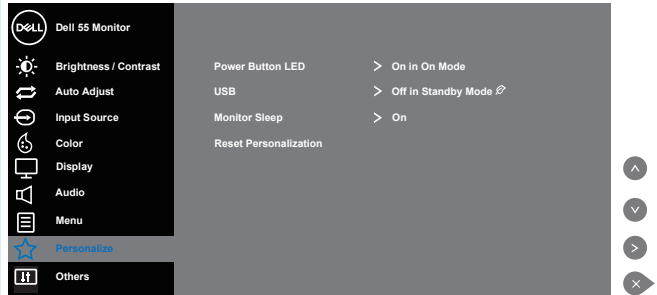 DELL
Dell 55 Monitor
Brightness / Contrast
Auto Adjust
Input Source
Color
Display
Audio
Menu
Personalize
Others
Power Button LED > On in On Mode
USB > Off in Standby Mode
Monitor Sleep > On
Reset Personalization